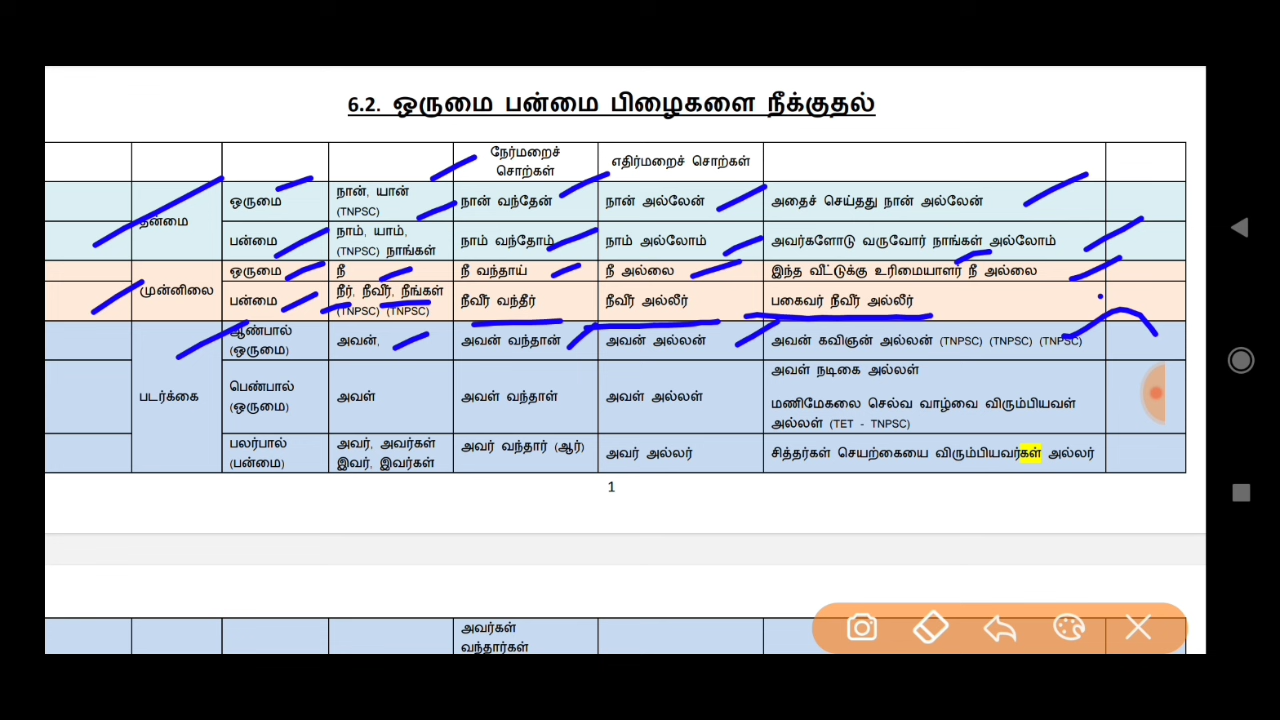 6.2. ஒருமை பன்மை பிழைகளை நீக்குதல்
நேர்மறைச் சொற்கள் எதிர்மறைச் சொற்கள்
தன்மை
ஒருமை நான், யான் (TNPSC) நான் வந்தேன் நான் அல்லேன் அதைச் செய்தது நான் அல்லேன்
பன்மை நாம், யாம், (TNPSC) நாங்கள் நாம் வந்தோம் நாம் அல்லோம் அவர்களோடு வருவோர் நாங்கள் அல்லோம்
முன்னிலை
ஒருமை நீ நீ வந்தாய் நீ அல்லை இந்த வீட்டுக்கு உரிமையாளர் நீ அல்லை
பன்மை நீர், நீவீர், நீங்கள் (TNPSC) (TNPSC) நீவீர் வந்தீர் நீவீர் அல்லீர் பகைவர் நீவீர் அல்லீர்
படர்க்கை
ஆண்பால் (ஒருமை) அவன், அவன் வந்தான் அவன் அல்லன் அவன் கவிஞன் அல்லன் (TNPSC) (TNPSC) (TNPSC)
பெண்பால் (ஒருமை) அவள் அவள் வந்தாள் அவள் அல்லள் அவள் நடிகை அல்லள்
மணிமேகலை செல்வ வாழ்வை விரும்பியவள்
அல்லள் (TET - TNPSC)
பலர்பால் (பன்மை) அவர், அவர்கள் இவர், இவர்கள் அவர் வந்தார் (ஆர்) அவர் அல்லர் சித்தர்கள் செயற்கையை விரும்பியவர்கள் அல்லர்
1
அவர்கள்
வந்தார்கள்